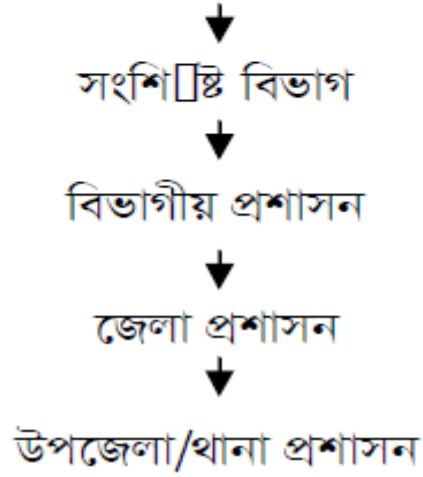 সংশি▯ষ্ট বিভাগ
বিভাগীয় প্রশাসন
জেলা প্রশাসন
উপজেলা/থানা প্রশাসন